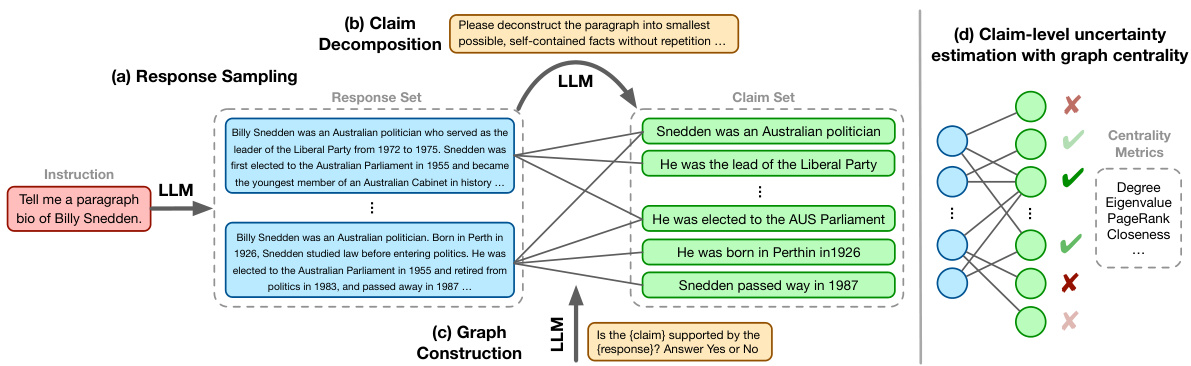 (b) Claim
Decomposition
Please deconstruct the paragraph into smallest
possible, self-contained facts without repetition ...
(d) Claim-level uncertainty
estimation with graph centrality
(a) Response Sampling
LLM
Response Set
Claim Set
Instruction
Tell me a paragraph
bio of Billy Snedden.
LLM
Billy Snedden was an Australian politician who served as the
leader of the Liberal Party from 1972 to 1975. Snedden was
first elected to the Australian Parliament in 1955 and became
the youngest member of an Australian Cabinet in history ...
Billy Snedden was an Australian politician. Born in Perth in
1926, Snedden studied law before entering politics. He was
elected to the Australian Parliament in 1955 and retired from
politics in 1983, and passed away in 1987 ...
Snedden was an Australian politician
He was the lead of the Liberal Party
He was elected to the AUS Parliament
He was born in Perthin in1926
Snedden passed way in 1987
Centrality
Metrics
Degree
Eigenvalue
PageRank
Closeness
...
(c) Graph
Construction
LLM
Is the {claim} supported by the
{response}? Answer Yes or No